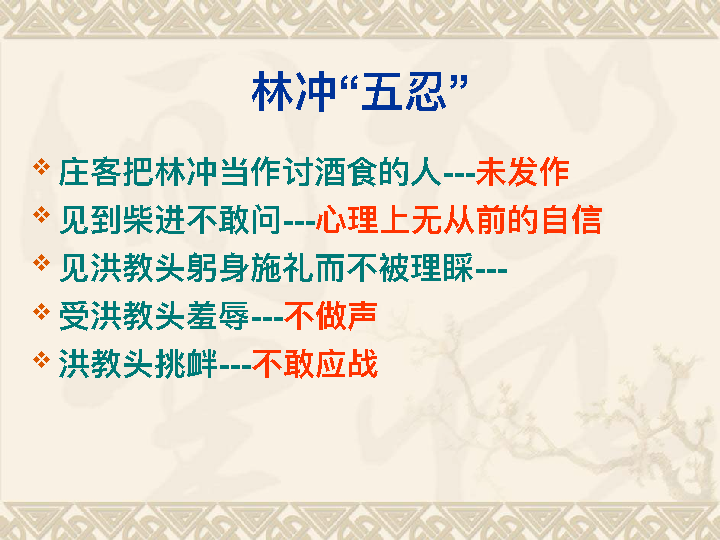 林冲“五忍”
庄客把林冲当作讨酒食的人---未发作
见到柴进不敢问---心理上无从前的自信
见洪教头躬身施礼而不被理睬---
受洪教头羞辱---不做声
洪教头挑衅---不敢应战